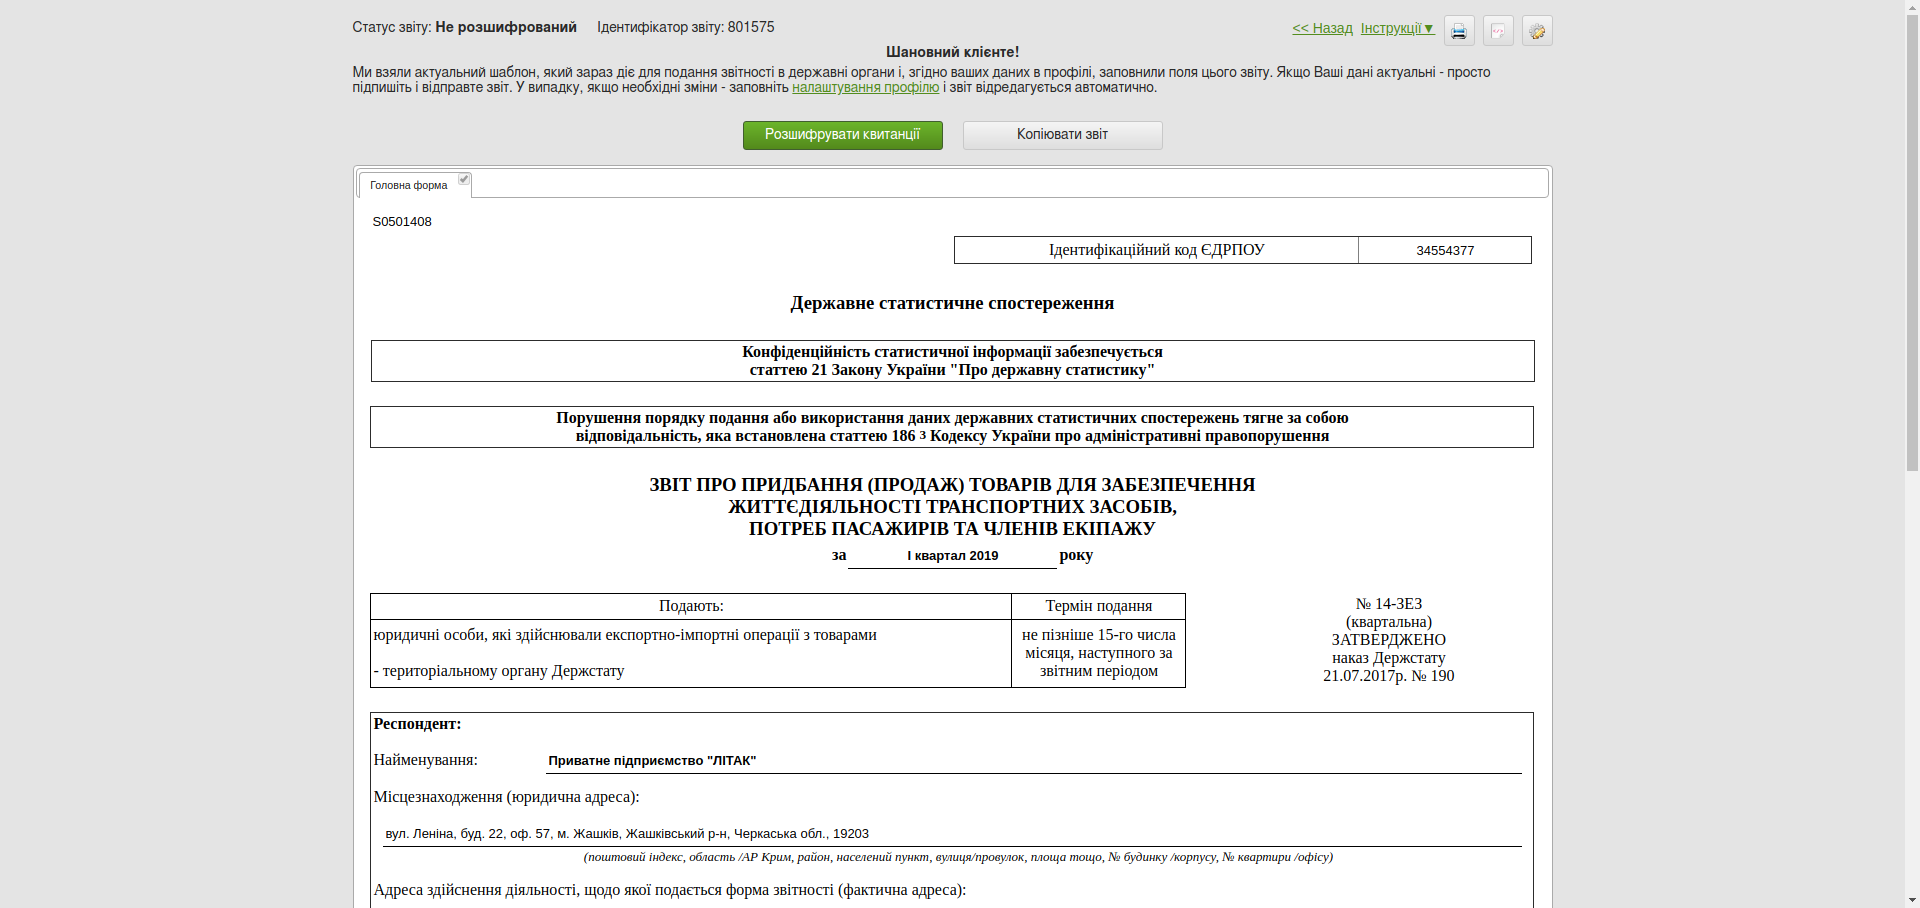 Статус звіту: Не розшифрований Ідентифікатор звіту: 801575
<< Назад Інструкції▼
Шановний клієнте!
Ми взяли актуальний шаблон, який зараз діє для подання звітності в державні органи і, згідно ваших даних в профілі, заповнили поля цього звіту. Якщо Ваші дані актуальні - просто
підпишіть і відправте звіт. У випадку, якщо необхідні зміни - заповніть налаштування профілю і звіт відредагується автоматично.
Розшифрувати квитанції Копіювати звіт
Головна форма
S0501408
Ідентифікаційний код ЄДРПОУ 34554377
Державне статистичне спостереження
Конфіденційність статистичної інформації забезпечується
статтею 21 Закону України "Про державну статистику"
Порушення порядку подання або використання даних державних статистичних спостережень тягне за собою
відповідальність, яка встановлена статтею 186 3 Кодексу України про адміністративні правопорушення
ЗВІТ ПРО ПРИДБАННЯ (ПРОДАЖ) ТОВАРІВ ДЛЯ ЗАБЕЗПЕЧЕННЯ
ЖИТТЄДІЯЛЬНОСТІ ТРАНСПОРТНИХ ЗАСОБІВ,
ПОТРЕБ ПАСАЖИРІВ ТА ЧЛЕНІВ ЕКІПАЖУ
за І квартал 2019 року
Подають: Термін подання
юридичні особи, які здійснювали експортно-імпортні операції з товарами
- територіальному органу Держстату
не пізніше 15-го числа
місяця, наступного за
звітним періодом
№ 14-ЗЕЗ
(квартальна)
ЗАТВЕРДЖЕНО
наказ Держстату
21.07.2017р. № 190
Респондент:
Найменування: Приватне підприємство "ЛІТАК"
Місцезнаходження (юридична адреса):
вул. Леніна, буд. 22, оф. 57, м. Жашків, Жашківський р-н, Черкаська обл., 19203
(поштовий індекс, область /АР Крим, район, населений пункт, вулиця/провулок, площа тощо, № будинку /корпусу, № квартири /офісу)
Адреса здійснення діяльності, щодо якої подається форма звітності (фактична адреса):